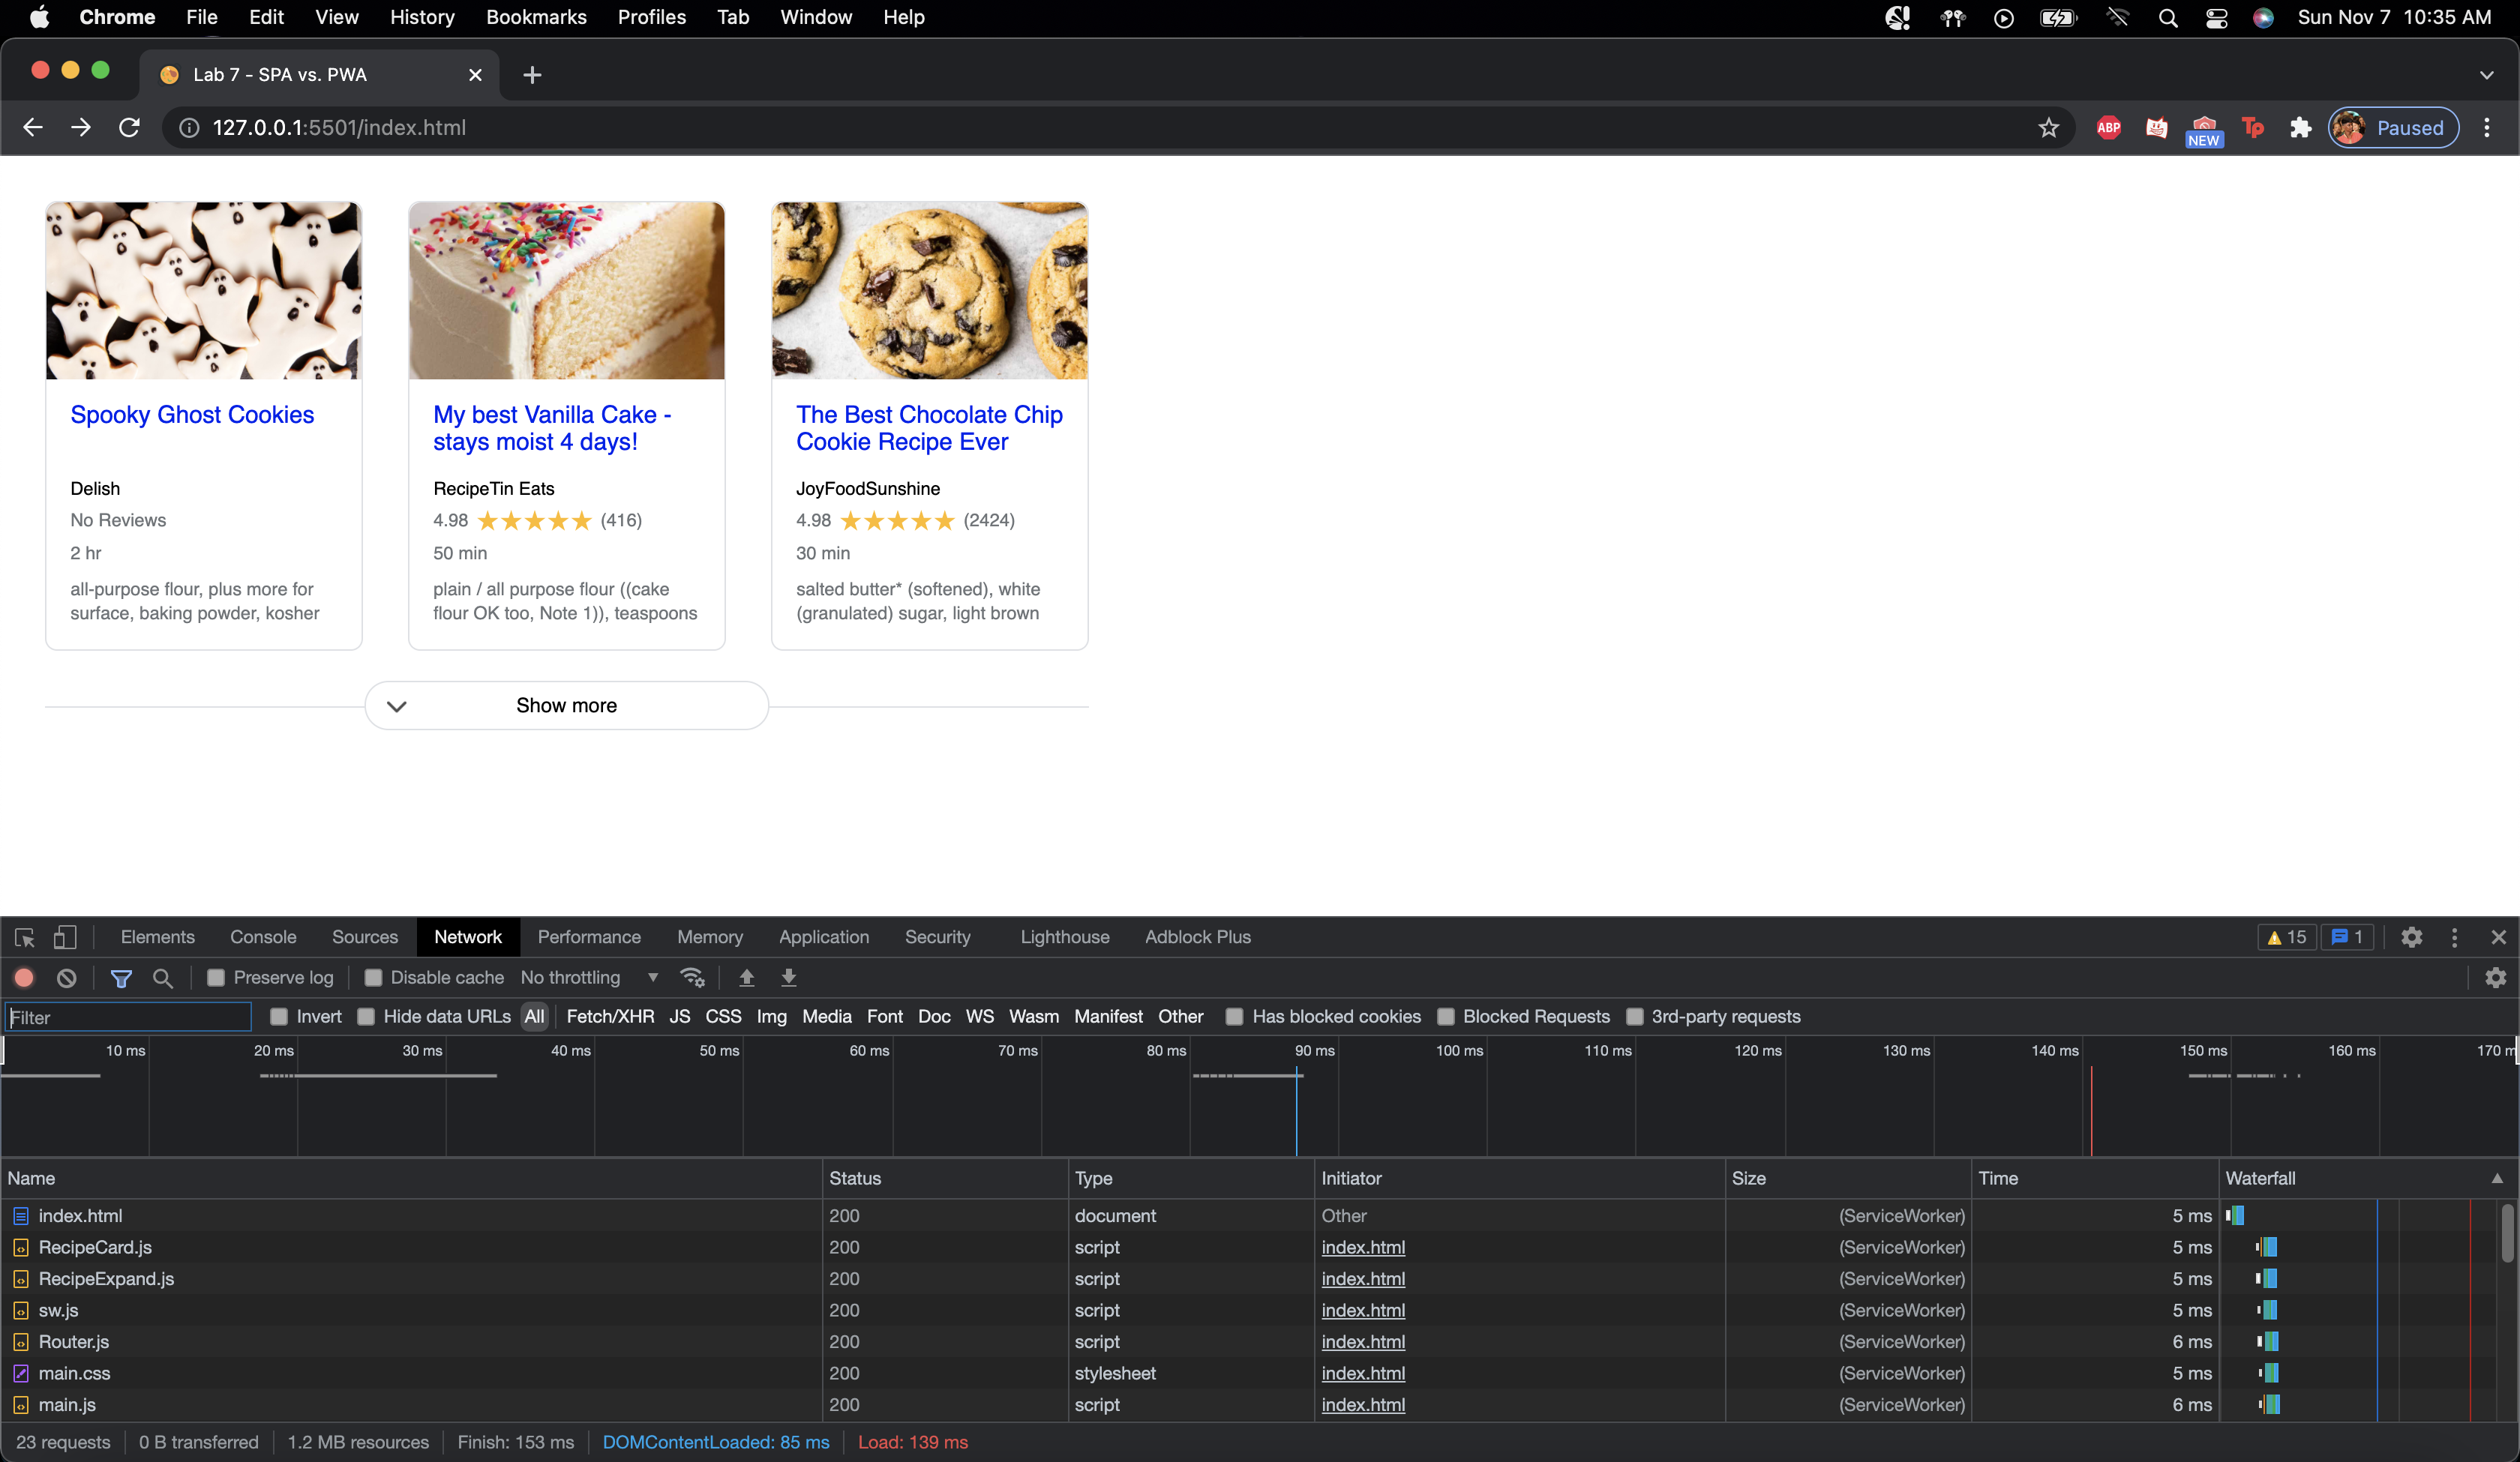 Chrome File Edit View History Bookmarks Profiles Tab Window Help Sun Nov 7 10:35 AM
Lab 7 - SPA vs. PWA
127.0.0.1:5501/index.html ABP NEW Tp Paused
Spooky Ghost Cookies
Delish
No Reviews
2 hr
all-purpose flour, plus more for
surface, baking powder, kosher
My best Vanilla Cake -
stays moist 4 days!
RecipeTin Eats
4.98 ★★★★★ (416)
50 min
plain / all purpose flour ((cake
flour OK too, Note 1)), teaspoons
The Best Chocolate Chip
Cookie Recipe Ever
JoyFoodSunshine
4.98 ★★★★★ (2424)
30 min
salted butter* (softened), white
(granulated) sugar, light brown
Show more
Elements Console Sources Network Performance Memory Application Security Lighthouse Adblock Plus 15 1
Preserve log Disable cache No throttling
Filter Invert Hide data URLs All Fetch/XHR JS CSS Img Media Font Doc WS Wasm Manifest Other Has blocked cookies Blocked Requests 3rd-party requests
10 ms 20 ms 30 ms 40 ms 50 ms 60 ms 70 ms 80 ms 90 ms 100 ms 110 ms 120 ms 130 ms 140 ms 150 ms 160 ms 170 m
Name Status Type Initiator Size Time Waterfall
index.html 200 document Other (ServiceWorker) 5 ms
RecipeCard.js 200 script index.html (ServiceWorker) 5 ms
RecipeExpand.js 200 script index.html (ServiceWorker) 5 ms
sw.js 200 script index.html (ServiceWorker) 5 ms
Router.js 200 script index.html (ServiceWorker) 6 ms
main.css 200 stylesheet index.html (ServiceWorker) 5 ms
main.js 200 script index.html (ServiceWorker) 6 ms
23 requests 0 B transferred 1.2 MB resources Finish: 153 ms DOMContentLoaded: 85 ms Load: 139 ms